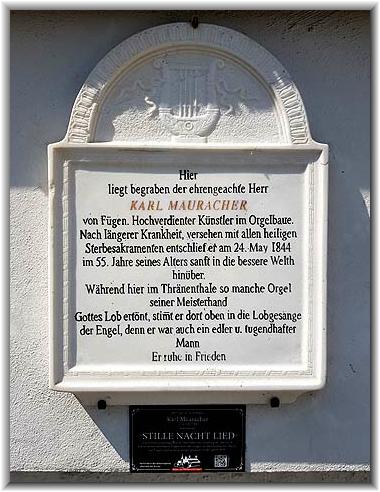 Hier
liegt begraben der ehrengeachte Herr
KARL MAURACHER
von Fügen. Hochverdienter Künstler im Orgelbaue.
Nach längerer Krankheit, versehen mit allen heiligen
Sterbesakramenten entschlief er am 24. May 1844
im 55. Jahre seines Alters sanft in die bessere Welth
hinüber.
Während hier im Thränenthale so manche Orgel
seiner Meisterhand
Gottes Lob ertönt, stimt er dort oben in die Lobgesänge
der Engel, denn er war auch ein edler u. tugendhafter
Mann
Er ruhe in Frieden
Karl Mauracher
STILLE NACHT LIED